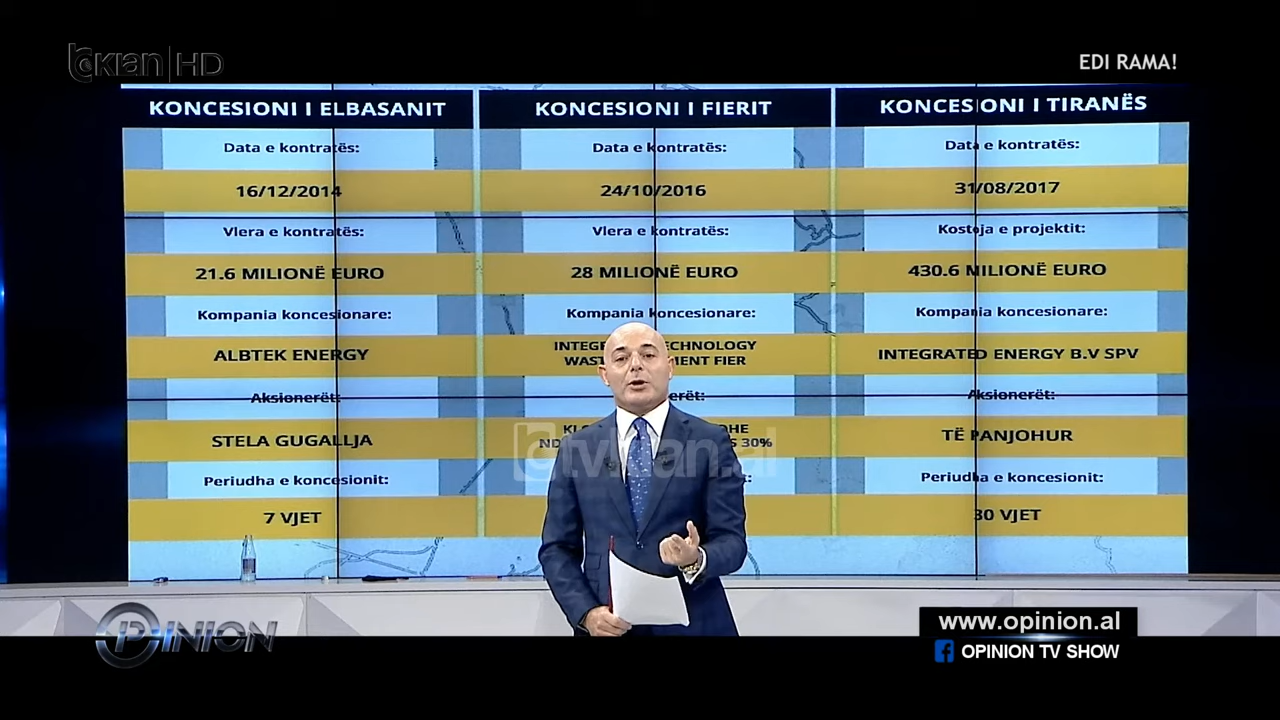 klan HD
EDI RAMA!
KONCESIONI I ELBASANIT
Data e kontratës:
16/12/2014
Vlera e kontratës:
21.6 MILIONË EURO
Kompania koncesionare:
ALBTEK ENERGY
Aksionerët:
STELA GUGALLJA
Periudha e koncesionit:
7 VJET
KONCESIONI I FIERIT
Data e kontratës:
24/10/2016
Vlera e kontratës:
28 MILIONË EURO
Kompania koncesionare:
TECHNOLOGY
FIER
30%
KONCESIONI I TIRANËS
Data e kontratës:
31/08/2017
Kostoja e projektit:
430.6 MILIONË EURO
Kompania koncesionare:
INTEGRATED ENERGY B.V SPV
Aksionerët:
TË PANJOHUR
Periudha e koncesionit:
30 VJET
tvklan.al
OPINION
www.opinion.al
OPINION TV SHOW